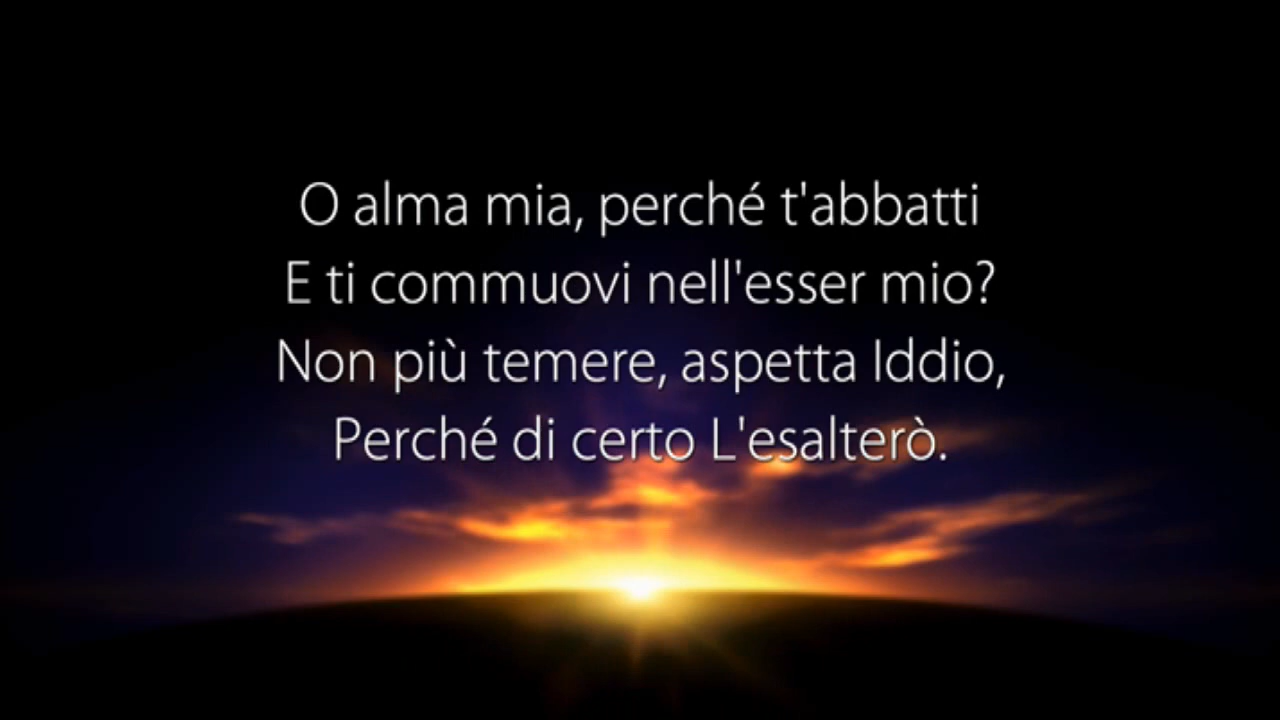 O alma mia, perché t'abbatti
E ti commuovi nell'esser mio?
Non più temere, aspetta Iddio,
Perché di certo L'esalterò.